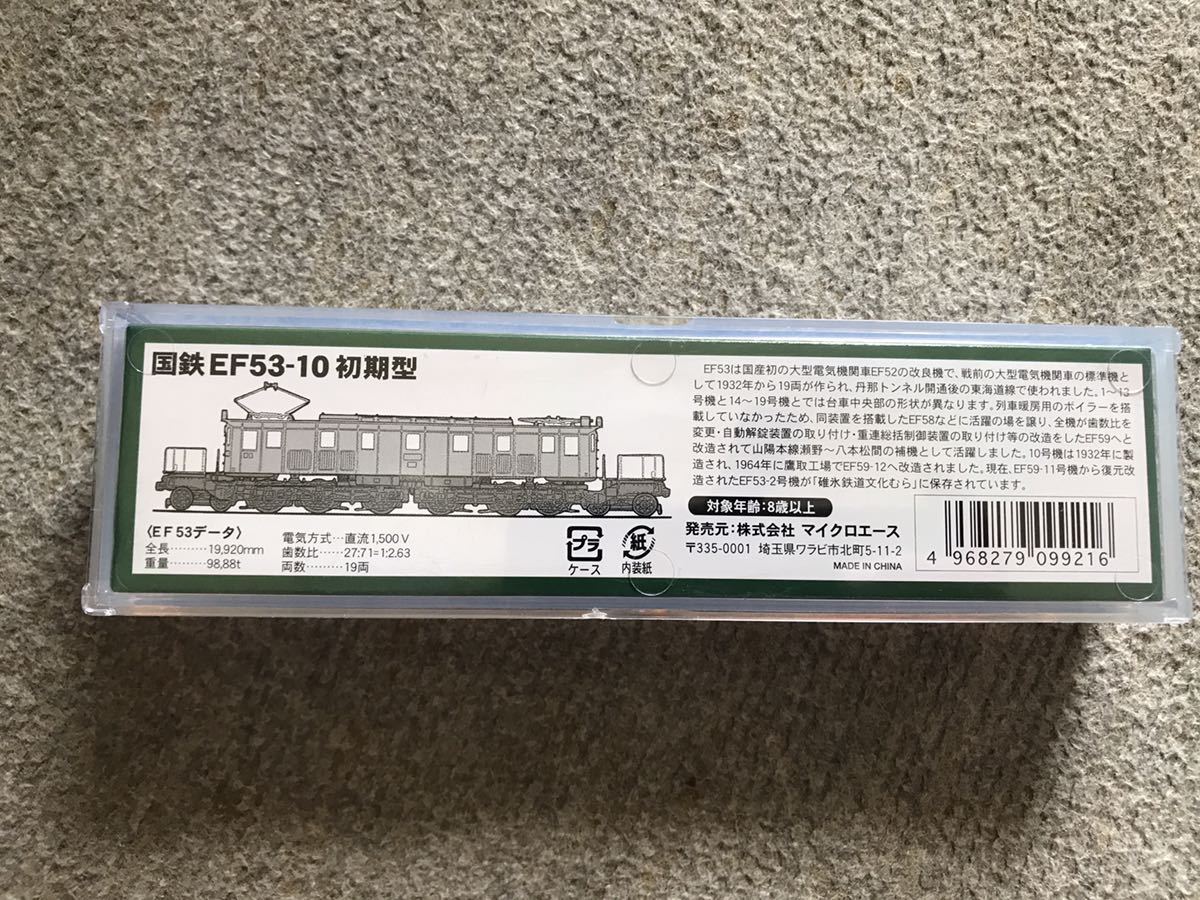 国鉄EF53-10 初期型
〈EF53データ〉
全長………19,920mm
重量………98,88t
電気方式…直流1,500V
歯数比……27:71=1:2.63
両数………19両
EF53は国産初の大型電気機関車EF52の改良機で、戦前の大型電気機関車の標準機と
して1932年から19両が作られ、丹那トンネル開通後の東海道線で使われました。1〜13
号機と14〜19号機とでは台車中央部の形状が異なります。列車暖房用のボイラーを搭
載していなかったため、同装置を搭載したEF58などに活躍の場を譲り、全機が歯数比を
変更・自動解錠装置の取り付け・重連総括制御装置の取り付け等の改造をしたEF59へと
改造されて山陽本線瀬野〜八本松間の補機として活躍しました。10号機は1932年に製
造され、1964年に鷹取工場でEF59-12へ改造されました。現在、EF59-11号機から復元改
造されたEF53-2号機が「碓氷鉄道文化むら」に保存されています。
対象年齢:8歳以上
発売元:株式会社 マイクロエース
〒335-0001 埼玉県ワラビ市北町5-11-2
MADE IN CHINA
プラ
ケース
紙
内装紙
4 968279 099216